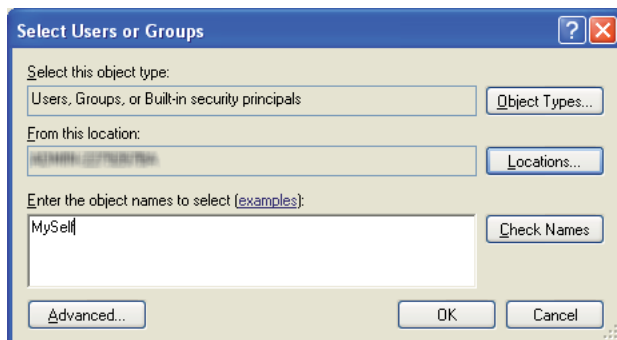 Select Users or Groups
Select this object type:
Users, Groups, or Built-in security principals
Object Types...
From this location:
Locations...
Enter the object names to select (examples):
MySelf
Check Names
Advanced...
OK
Cancel